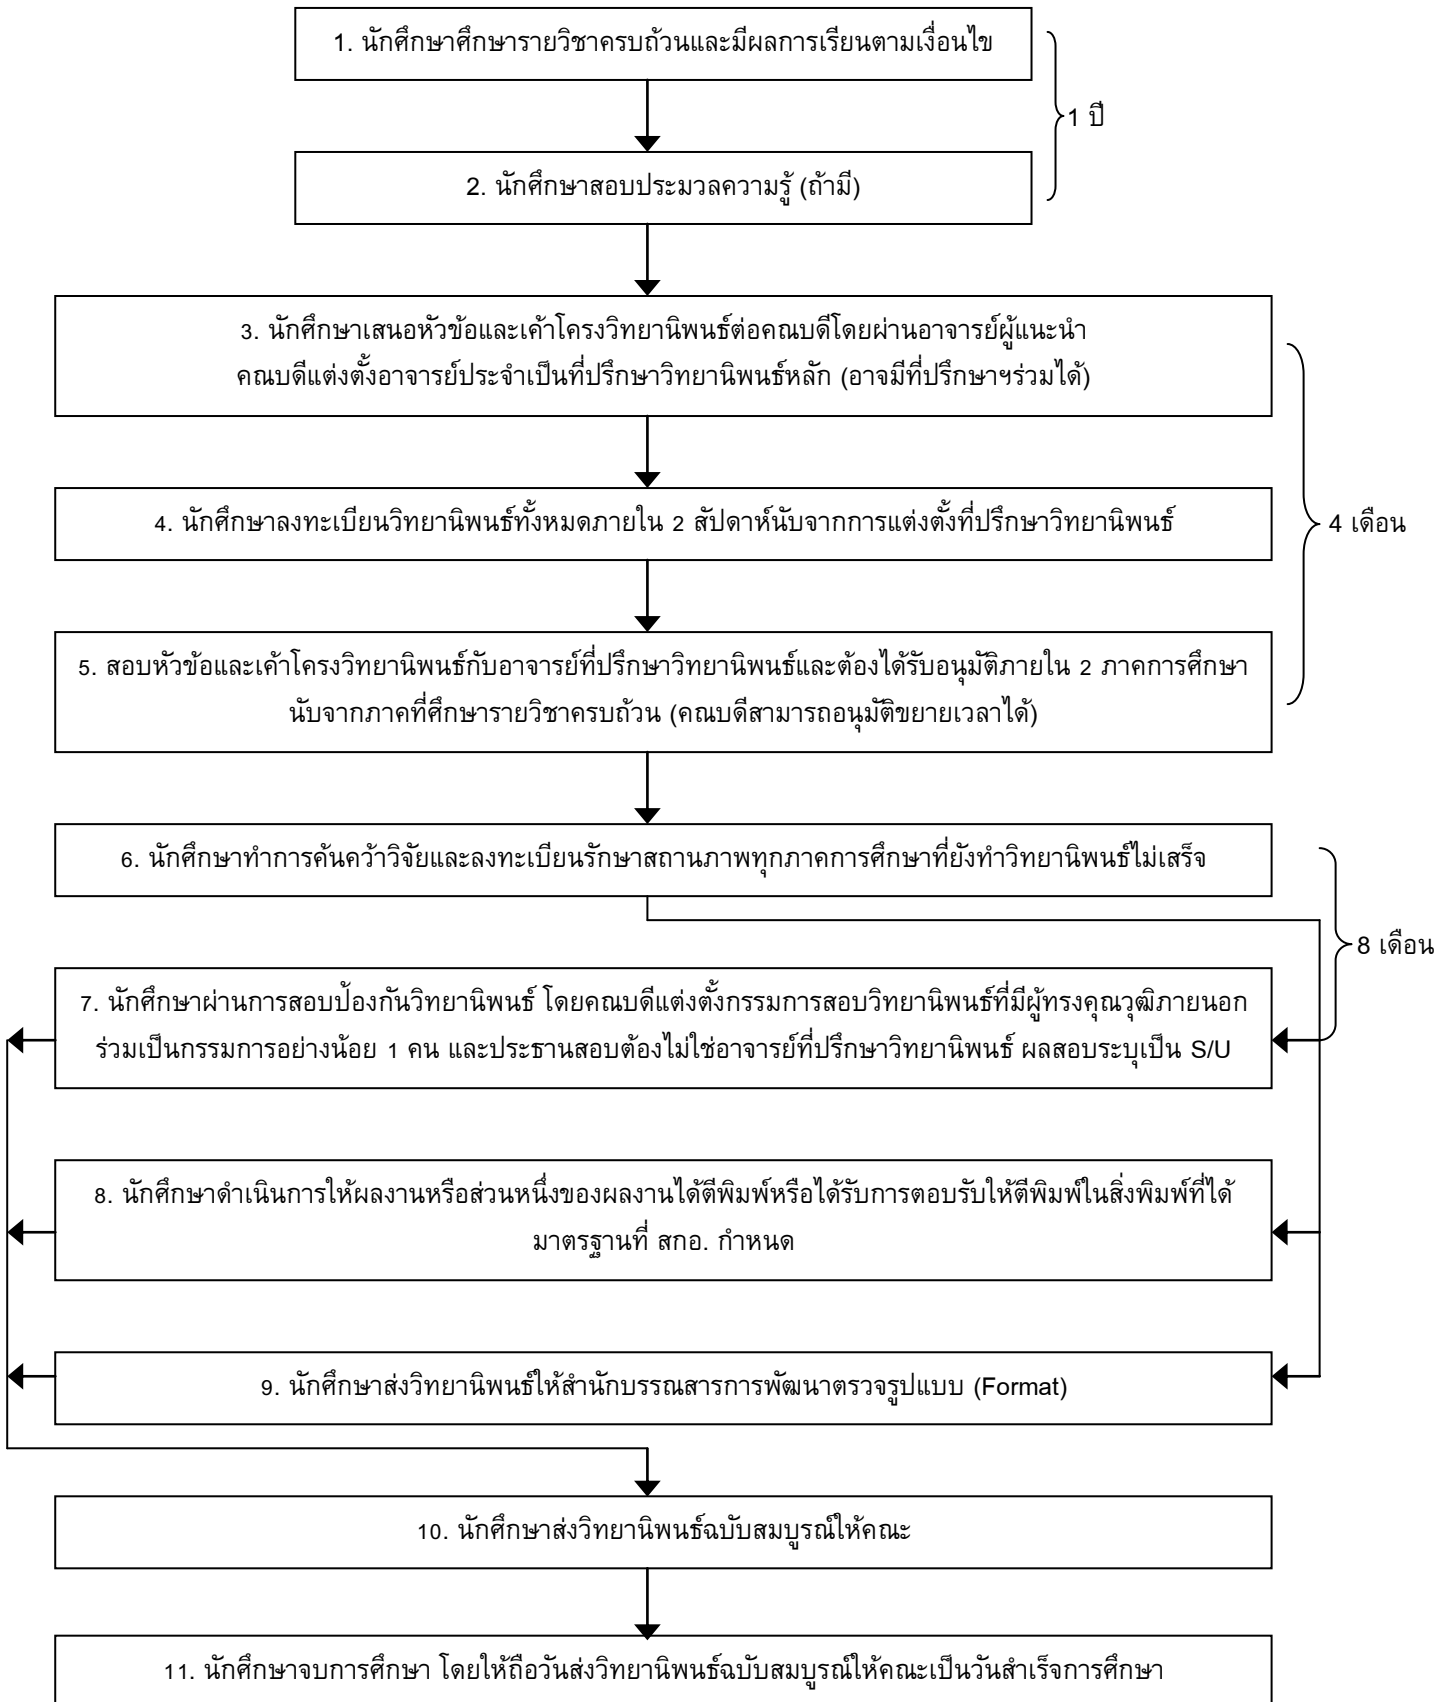 1. นักศึกษาศึกษารายวิชาครบถ้วนและมีผลการเรียนตามเงื่อนไข
1 ปี
2. นักศึกษาสอบประมวลความรู้ (ถ้ามี)
3. นักศึกษาเสนอหัวข้อและเค้าโครงวิทยานิพนธ์ต่อคณบดีโดยผ่านอาจารย์ผู้แนะนำ
คณบดีแต่งตั้งอาจารย์ประจำเป็นที่ปรึกษาวิทยานิพนธ์หลัก (อาจมีที่ปรึกษาฯร่วมได้)
4. นักศึกษาลงทะเบียนวิทยานิพนธ์ทั้งหมดภายใน 2 สัปดาห์นับจากการแต่งตั้งที่ปรึกษาวิทยานิพนธ์
4 เดือน
5. สอบหัวข้อและเค้าโครงวิทยานิพนธ์กับอาจารย์ที่ปรึกษาวิทยานิพนธ์และต้องได้รับอนุมัติภายใน 2 ภาคการศึกษา
นับจากภาคที่ศึกษารายวิชาครบถ้วน (คณบดีสามารถอนุมัติขยายเวลาได้)
6. นักศึกษาทำการค้นคว้าวิจัยและลงทะเบียนรักษาสถานภาพทุกภาคการศึกษาที่ยังทำวิทยานิพนธ์ไม่เสร็จ
8 เดือน
7. นักศึกษาผ่านการสอบป้องกันวิทยานิพนธ์ โดยคณบดีแต่งตั้งกรรมการสอบวิทยานิพนธ์ที่มีผู้ทรงคุณวุฒิภายนอก
ร่วมเป็นกรรมการอย่างน้อย 1 คน และประธานสอบต้องไม่ใช่อาจารย์ที่ปรึกษาวิทยานิพนธ์ ผลสอบระบุเป็น S/U
8. นักศึกษาดำเนินการให้ผลงานหรือส่วนหนึ่งของผลงานได้ตีพิมพ์หรือได้รับการตอบรับให้ตีพิมพ์ในสิ่งพิมพ์ที่ได้
มาตรฐานที่ สกอ. กำหนด
9. นักศึกษาส่งวิทยานิพนธ์ให้สำนักบรรณสารการพัฒนาตรวจรูปแบบ (Format)
10. นักศึกษาส่งวิทยานิพนธ์ฉบับสมบูรณ์ให้คณะ
11. นักศึกษาจบการศึกษา โดยให้ถือวันส่งวิทยานิพนธ์ฉบับสมบูรณ์ให้คณะเป็นวันสำเร็จการศึกษา